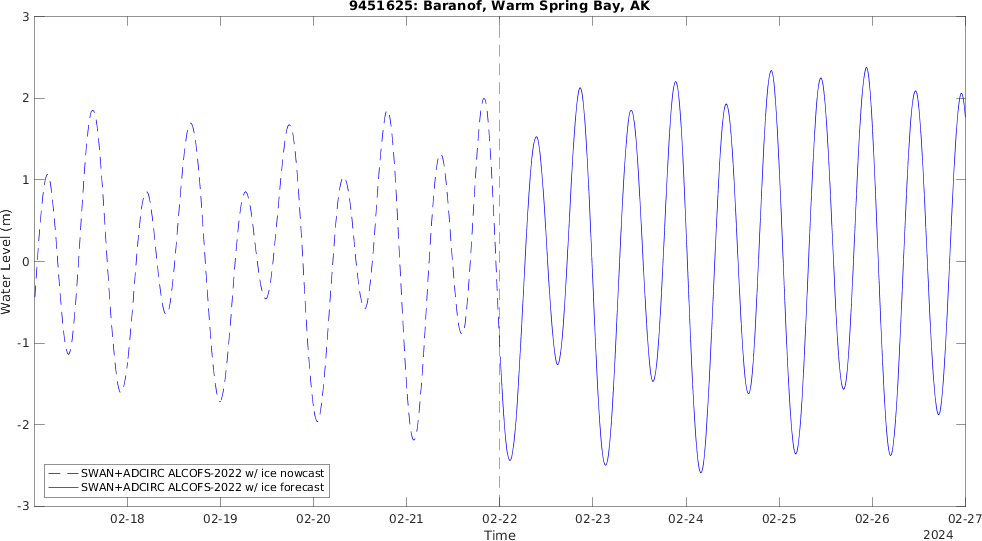 9451625: Baranof, Warm Spring Bay, AK
3
2
1
0
-1
-2
-3
Water Level (m)
SWAN+ADCIRC ALCOFS-2022 w/ ice nowcast
SWAN+ADCIRC ALCOFS-2022 w/ ice forecast
02-18 02-19 02-20 02-21 02-22 02-23 02-24 02-25 02-26 02-27
Time
2024